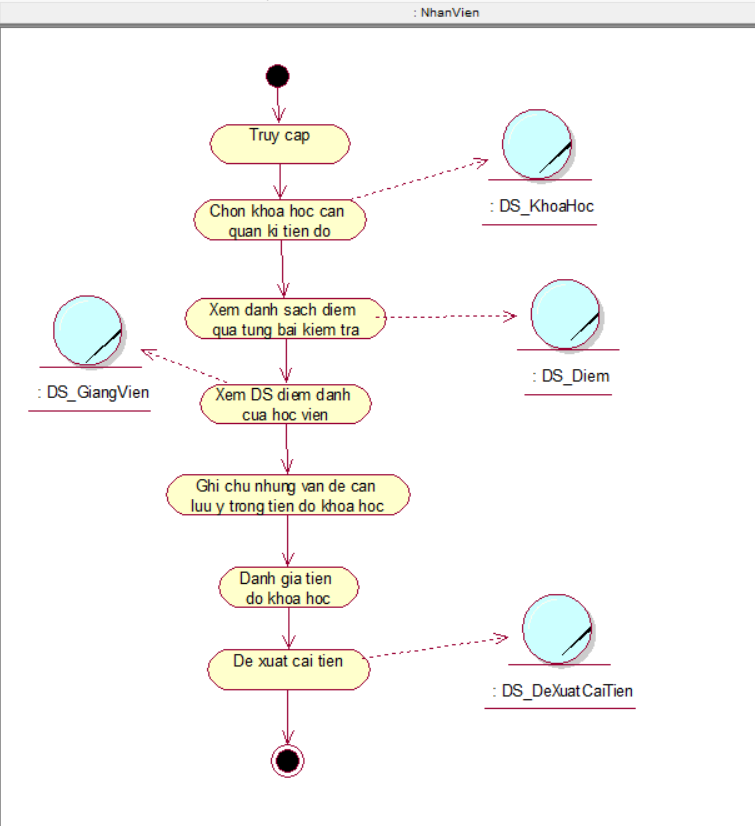 : NhanVien
Truy cap
Chon khoa hoc can
quan ki tien do
: DS_KhoaHoc
Xem danh sach diem
qua tung bai kiem tra
: DS_Diem
Xem DS diem danh
cua hoc vien
: DS_GiangVien
Ghi chu nhung van de can
luu y trong tien do khoa hoc
Danh gia tien
do khoa hoc
De xuat cai tien
: DS_DeXuatCaiTien